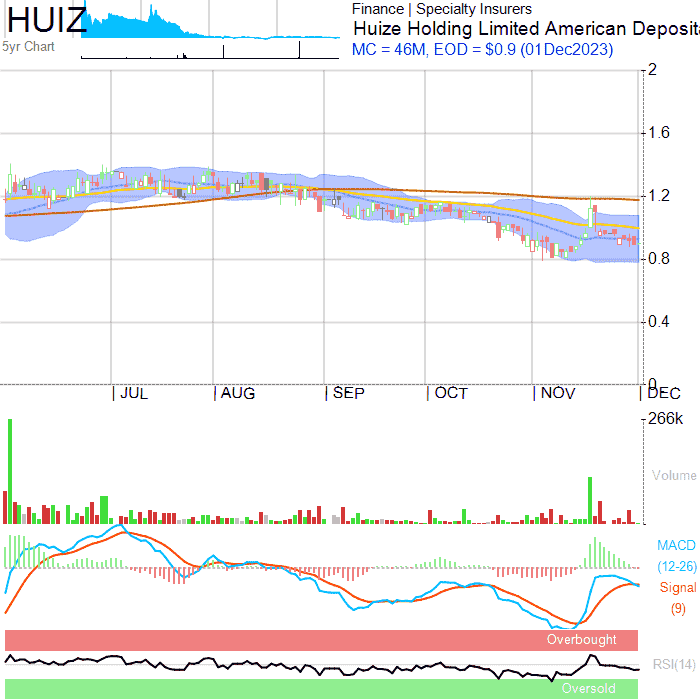 HUIZ
5yr Chart
Finance | Specialty Insurers
Huize Holding Limited American Deposit
MC = 46M, EOD = $0.9 (01Dec2023)
2
1.6
1.2
0.8
0.4
0
JUL AUG SEP OCT NOV DEC
266k
Volume
MACD
(12-26)
Signal
(9)
Overbought
RSI(14)
Oversold